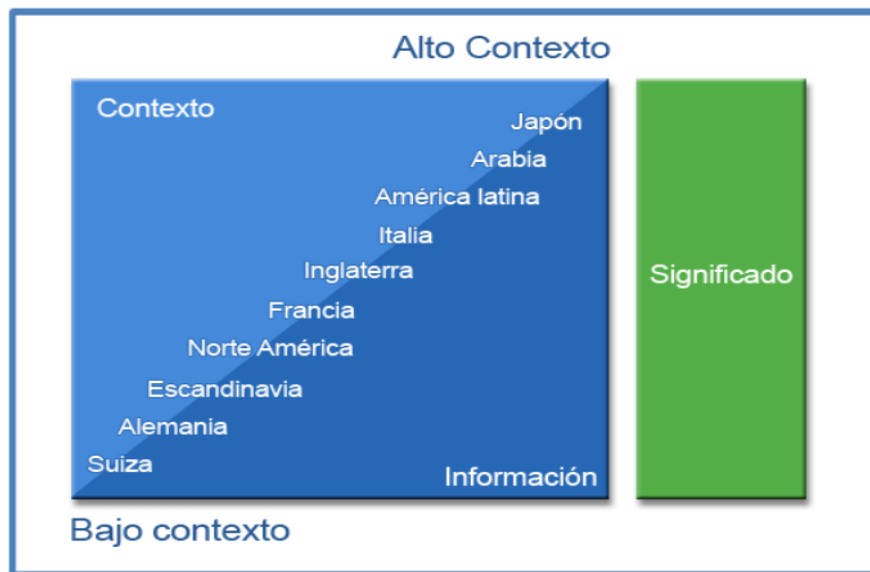 Alto Contexto
Contexto
Japón
Arabia
América latina
Italia
Inglaterra
Significado
Francia
Norte América
Escandinavia
Alemania
Suiza
Información
Bajo contexto